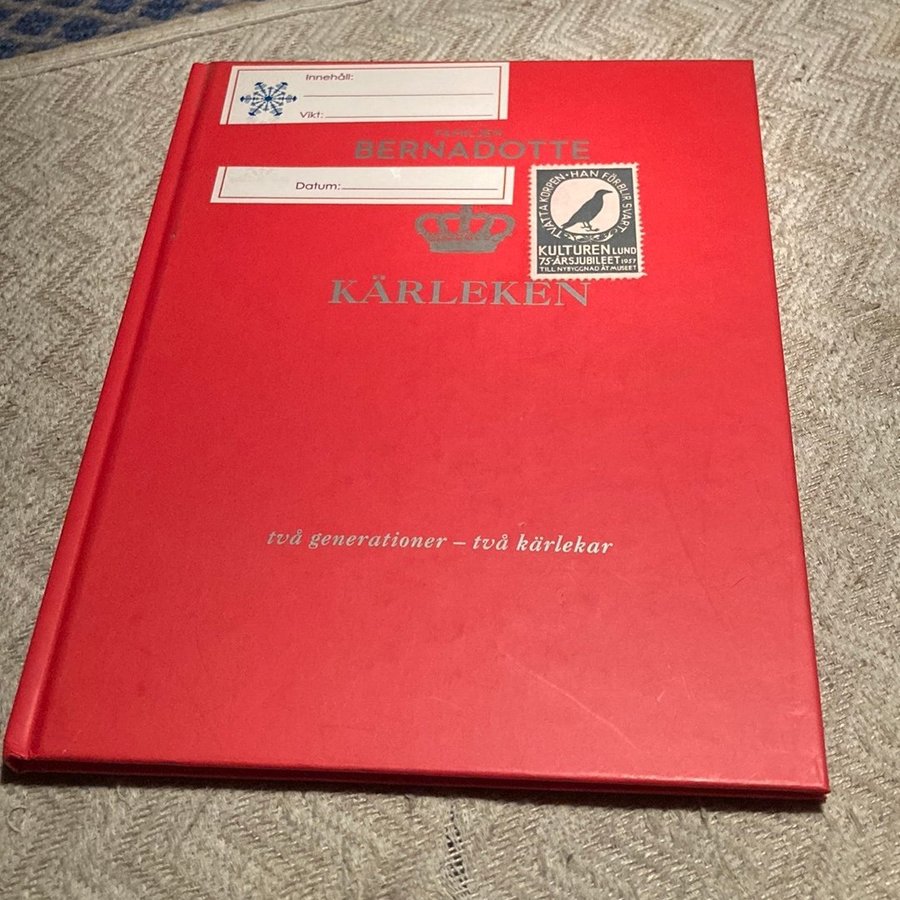 Innehåll:
Vikt:
FAMILJEN
BERNADOTTE
Datum:
TVÄTTA KORPEN · HAN FÖRBLIR SVART
KULTUREN LUND
75-ÅRSJUBILEET 1957
TILL NYBYGGNAD ÅT MUSEET
KÄRLEKEN
två generationer – två kärlekar